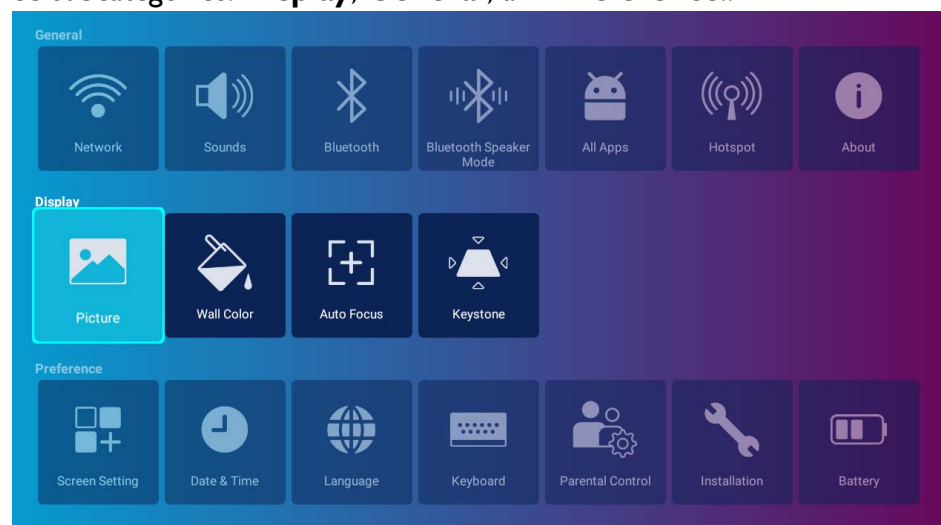 General
Network
Sounds
Bluetooth
Bluetooth Speaker
Mode
All Apps
Hotspot
About
Display
Picture
Wall Color
Auto Focus
Keystone
Preference
Screen Setting
Date & Time
Language
Keyboard
Parental Control
Installation
Battery